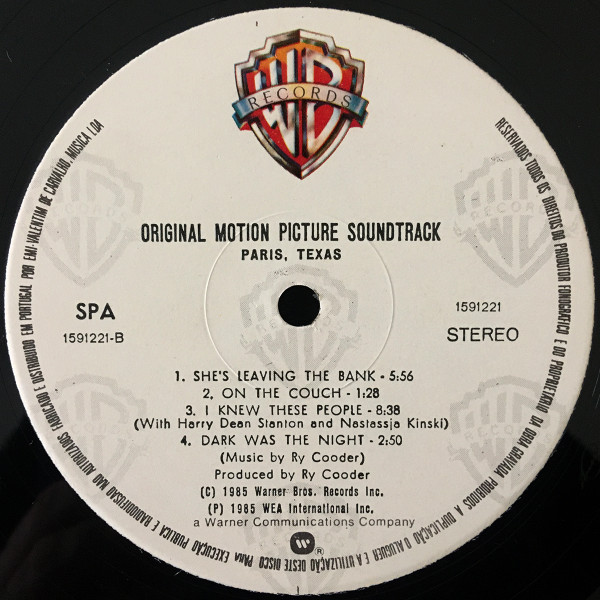 WB
RECORDS
ORIGINAL MOTION PICTURE SOUNDTRACK
PARIS, TEXAS
SPA
1591221-B
1591221
STEREO
1. SHE'S LEAVING THE BANK - 5:56
2. ON THE COUCH - 1:28
3. I KNEW THESE PEOPLE - 8:38
(With Harry Dean Stanton and Nastassja Kinski)
4. DARK WAS THE NIGHT - 2:50
(Music by Ry Cooder)
Produced by Ry Cooder
(C) 1985 Warner Bros. Records Inc.
(P) 1985 WEA International Inc.
a Warner Communications Company
®
FABRICADO E DISTRIBUIDO EM PORTUGAL POR EMI-VALENTIM DE CARVALHO, MUSICA LDA
RESERVADOS TODOS OS DIREITOS DO PRODUTOR FONOGRÁFICO E DO PROPRIETARIO DA OBRA GRAVADA PROIBIDOS A DUPLICAÇÃO O ALUGUER E A UTILIZAÇÃO DESTE DISCO PARA EXECUÇÃO PÚBLICA E RADIODIFUSÃO NÃO AUTORIZADAS